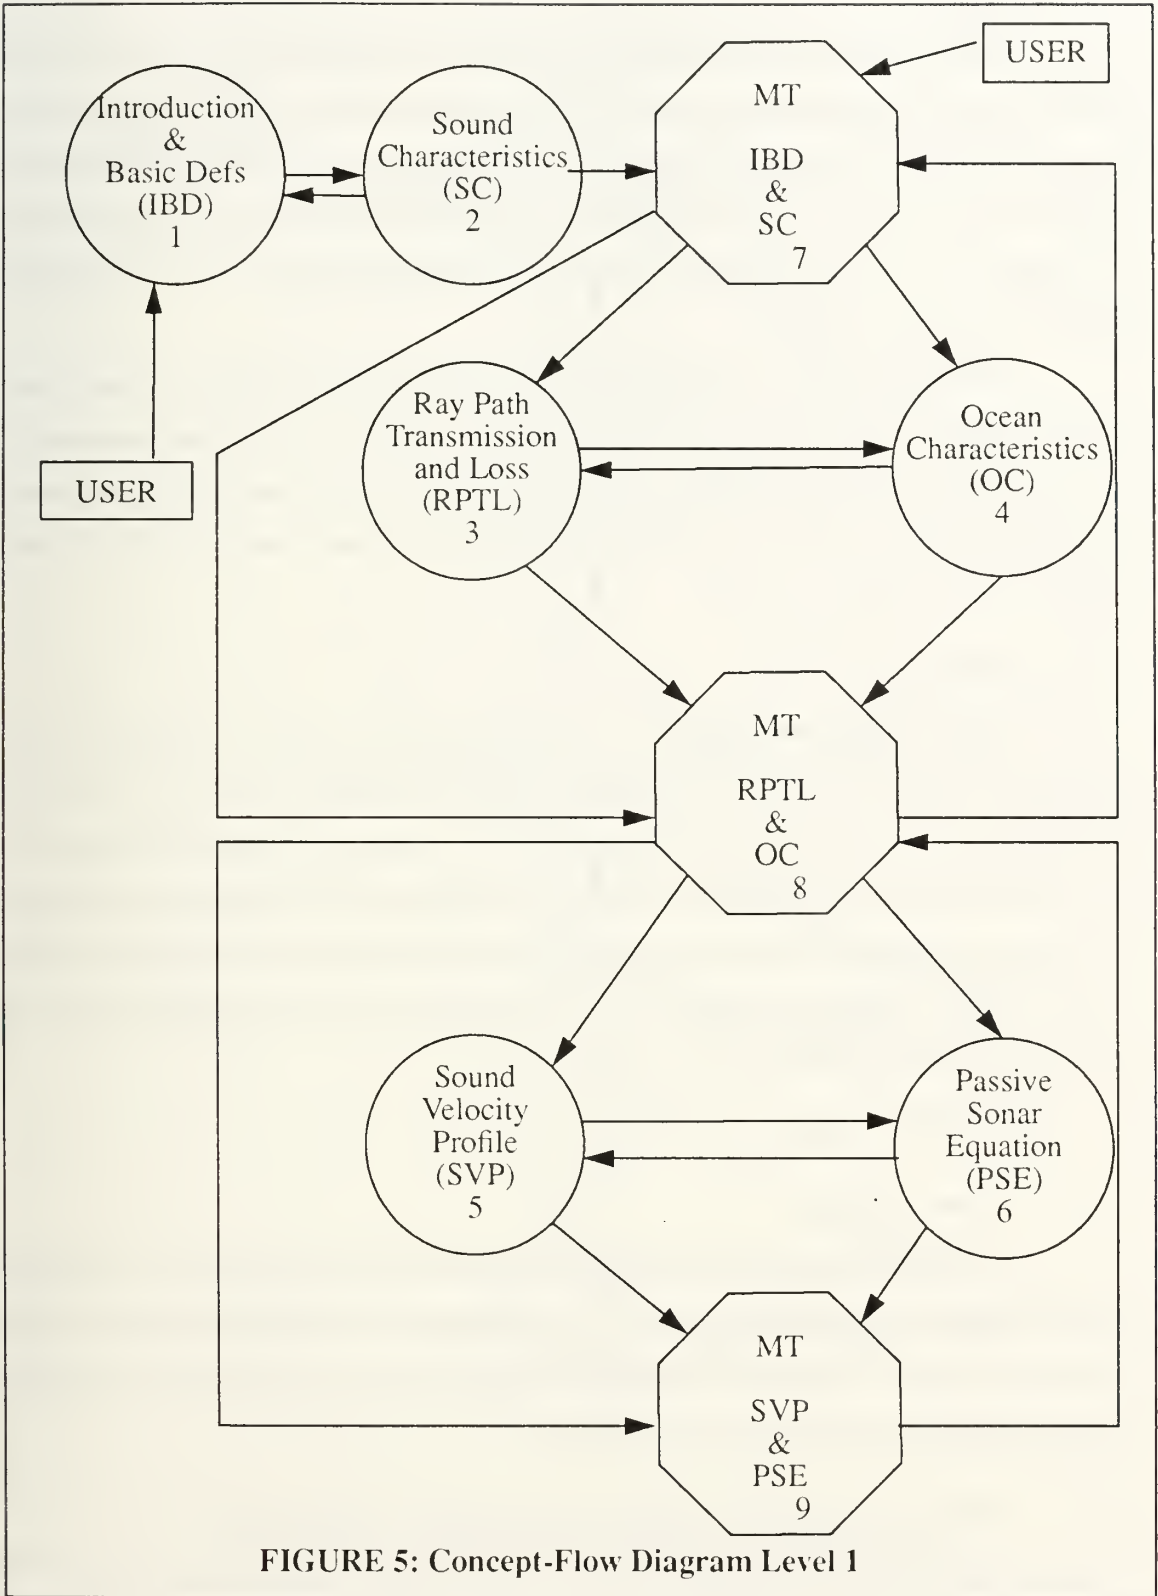 USER
Introduction
&
Basic Defs
(IBD)
1
Sound
Characteristics
(SC)
2
MT
IBD
&
SC
7
Ray Path
Transmission
and Loss
(RPTL)
3
Ocean
Characteristics
(OC)
4
USER
MT
RPTL
&
OC
8
Sound
Velocity
Profile
(SVP)
5
Passive
Sonar
Equation
(PSE)
6
MT
SVP
&
PSE
9
FIGURE 5: Concept-Flow Diagram Level 1